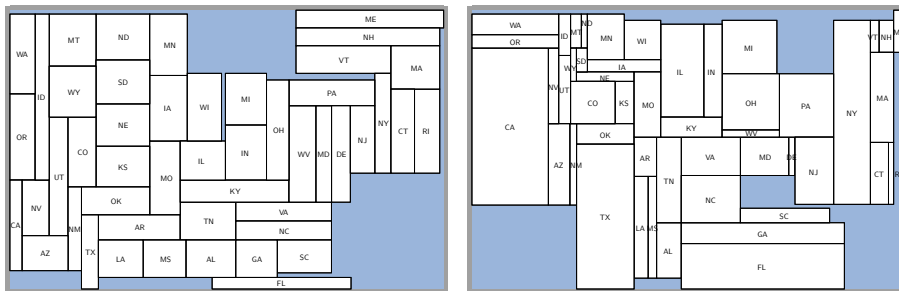 ME
NH
WA
MT
ND
MN
VT
MA
ID
SD
WY
MI
PA
IA
WI
OH
NY
NE
OR
CT
RI
CO
NJ
WV
MD
DE
IL
IN
KS
UT
MO
KY
OK
VA
NV
TN
CA
AR
NM
NC
AZ
TX
LA
MS
AL
GA
SC
FL
WA
ND
MT
ID
MN
WI
VT
NH
OR
MI
SD
WY
IA
IL
IN
NE
NV
UT
CO
KS
MO
OH
PA
MA
NY
CA
KY
OK
WV
AZ
NM
AR
VA
MD
DE
NJ
CT
TN
NC
TX
SC
LA
MS
GA
AL
FL